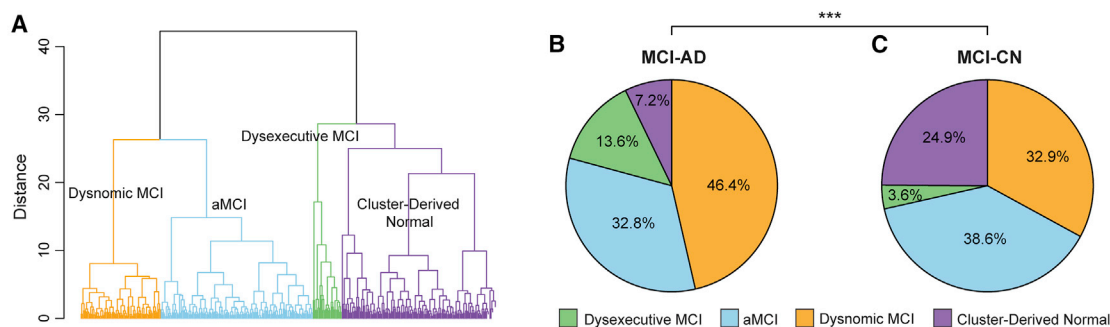 A
40
30
20
10
0
Distance
Dysnomic MCI
aMCI
Dysexecutive MCI
Cluster-Derived
Normal
***
B
MCI-AD
7.2%
13.6%
46.4%
32.8%
C
MCI-CN
24.9%
32.9%
3.6%
38.6%
Dysexecutive MCI
aMCI
Dysnomic MCI
Cluster-Derived Normal